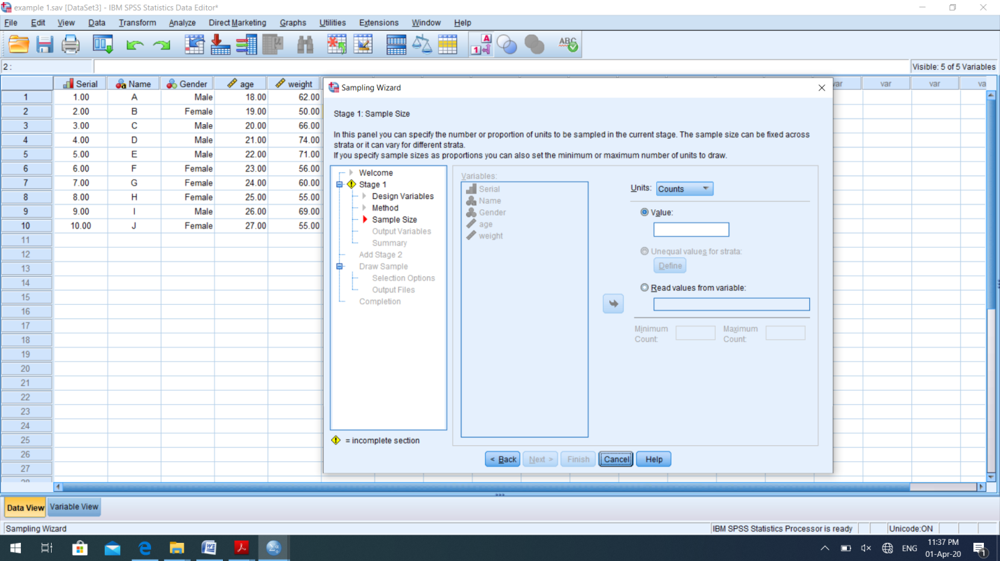 example 1.sav [DataSet3] - IBM SPSS Statistics Data Editor*
File Edit View Data Transform Analyze Direct Marketing Graphs Utilities Extensions Window Help
2 :
Visible: 5 of 5 Variables
Serial Name Gender age weight var var var va
1 1.00 A Male 18.00 62.00
2 2.00 B Female 19.00 50.00
3 3.00 C Male 20.00 66.00
4 4.00 D Male 21.00 74.00
5 5.00 E Male 22.00 71.00
6 6.00 F Female 23.00 56.00
7 7.00 G Female 24.00 60.00
8 8.00 H Female 25.00 55.00
9 9.00 I Male 26.00 69.00
10 10.00 J Female 27.00 55.00
11
12
13
14
15
16
17
18
19
20
21
22
23
24
25
26
27
28
Sampling Wizard
Stage 1: Sample Size
In this panel you can specify the number or proportion of units to be sampled in the current stage. The sample size can be fixed across
strata or it can vary for different strata.
If you specify sample sizes as proportions you can also set the minimum or maximum number of units to draw.
Welcome
Stage 1
Design Variables
Method
Sample Size
Output Variables
Summary
Add Stage 2
Draw Sample
Selection Options
Output Files
Completion
! = incomplete section
Variables:
Serial
Name
Gender
age
weight
Units: Counts
Value:
Unequal values for strata:
Define
Read values from variable:
Minimum Count:
Maximum Count:
< Back Next > Finish Cancel Help
Data View Variable View
Sampling Wizard
IBM SPSS Statistics Processor is ready
Unicode:ON
ENG
11:37 PM
01-Apr-20
1